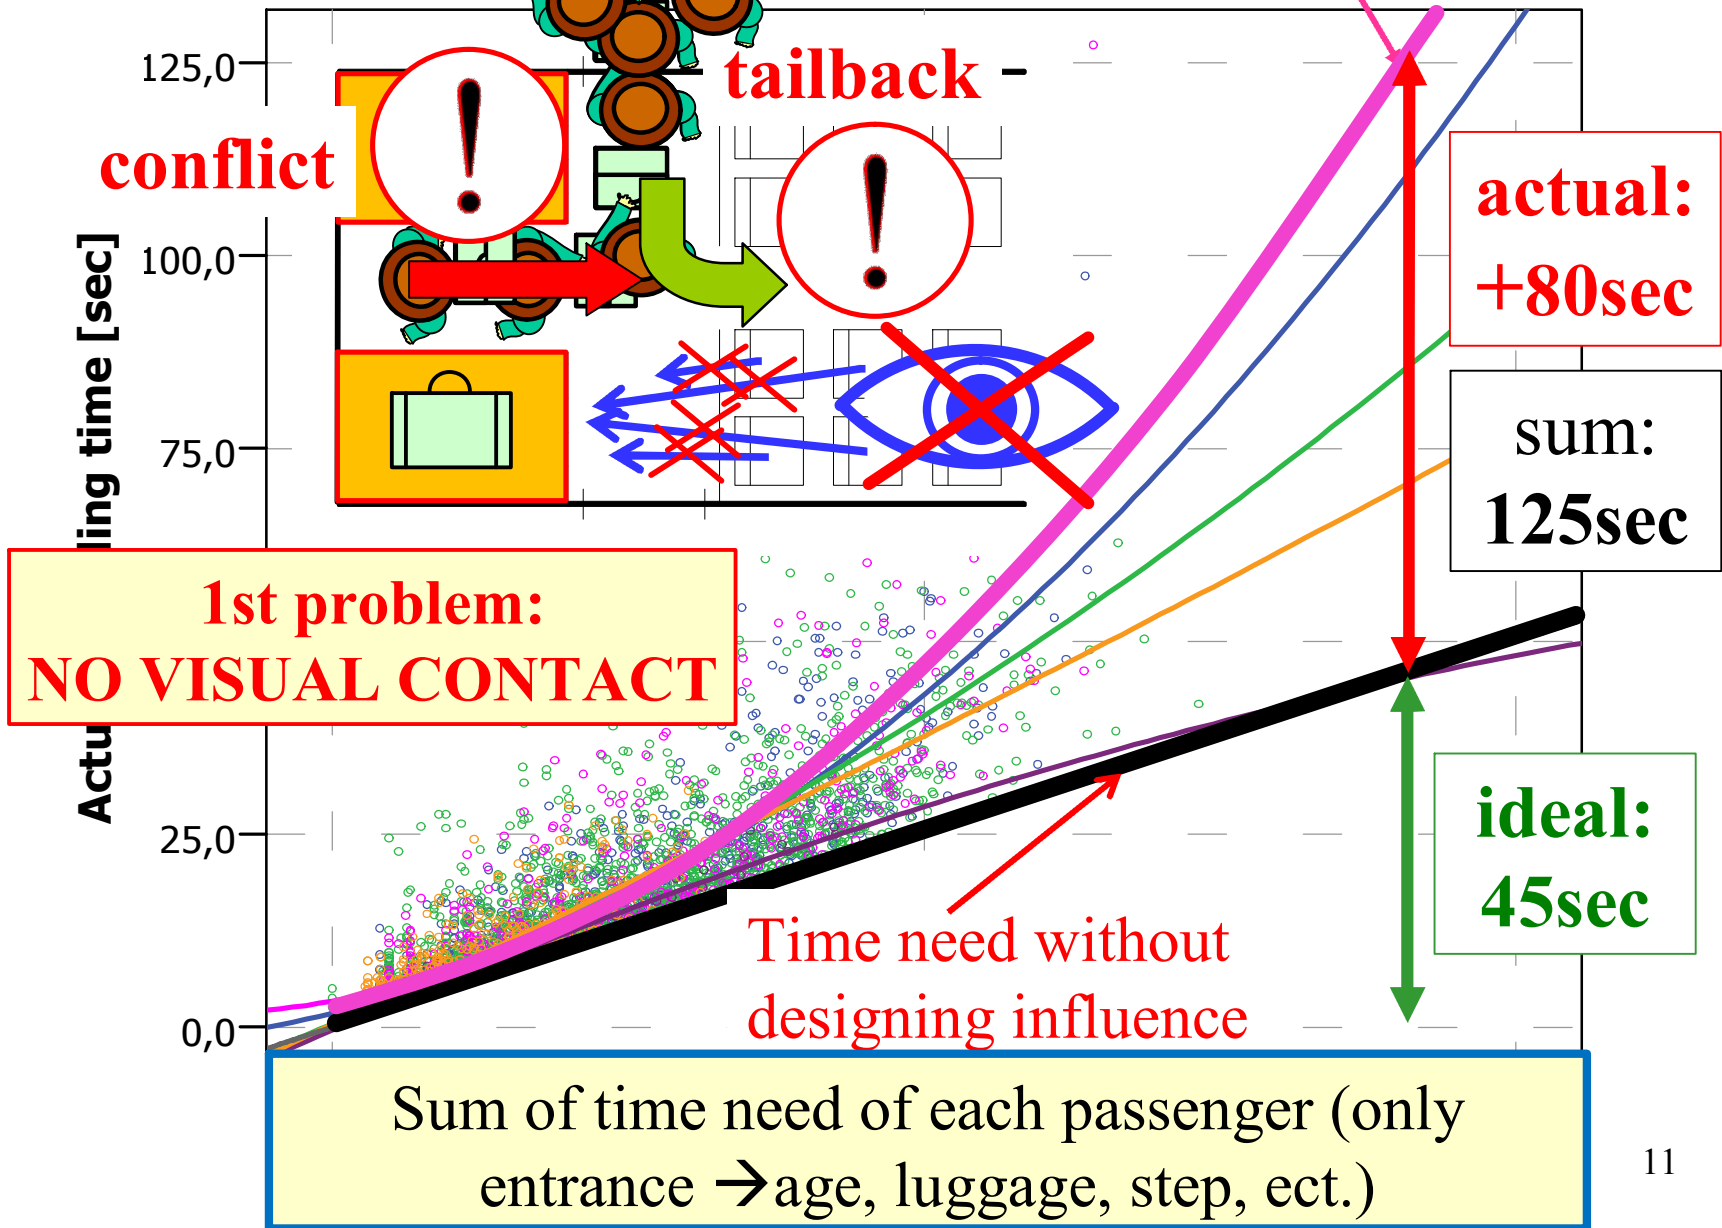 125,0
tailback
conflict
actual:
+80sec
100,0
sum:
125sec
75,0
1st problem:
NO VISUAL CONTACT
ideal:
45sec
25,0
Time need without
designing influence
0,0
Sum of time need of each passenger (only
entrance →age, luggage, step, ect.)
11
time [sec]